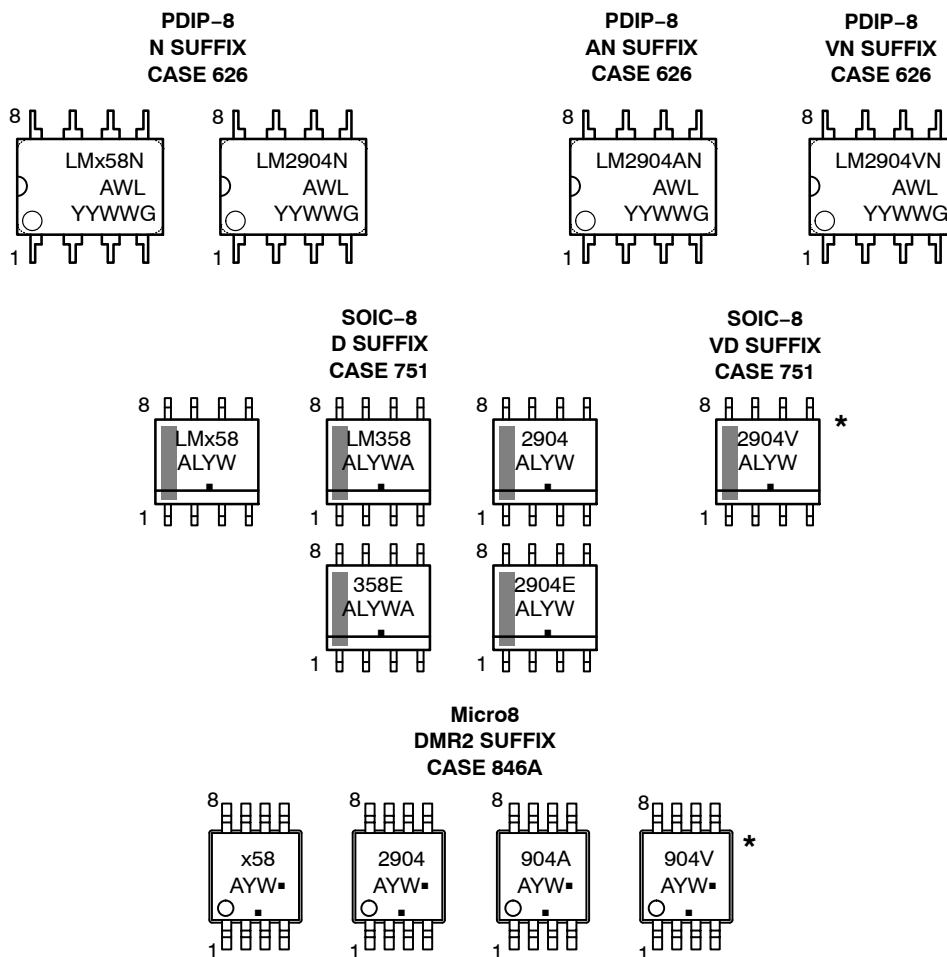 PDIP−8
N SUFFIX
CASE 626
PDIP−8
AN SUFFIX
CASE 626
PDIP−8
VN SUFFIX
CASE 626
8
LMx58N
AWL
YYWWG
1
LM2904N
AWL
YYWWG
8
LM2904AN
AWL
YYWWG
1
8
LM2904VN
AWL
YYWWG
1
SOIC−8
D SUFFIX
CASE 751
SOIC−8
VD SUFFIX
CASE 751
8
LMx58
ALYW
1
8
LM358
ALYWA
1
8
2904
ALYW
1
8
2904V
ALYW
1
*
8
358E
ALYWA
1
8
2904E
ALYW
1
Micro8
DMR2 SUFFIX
CASE 846A
8
x58
AYW
1
8
2904
AYW
1
8
904A
AYW
1
8
904V
AYW
1
*